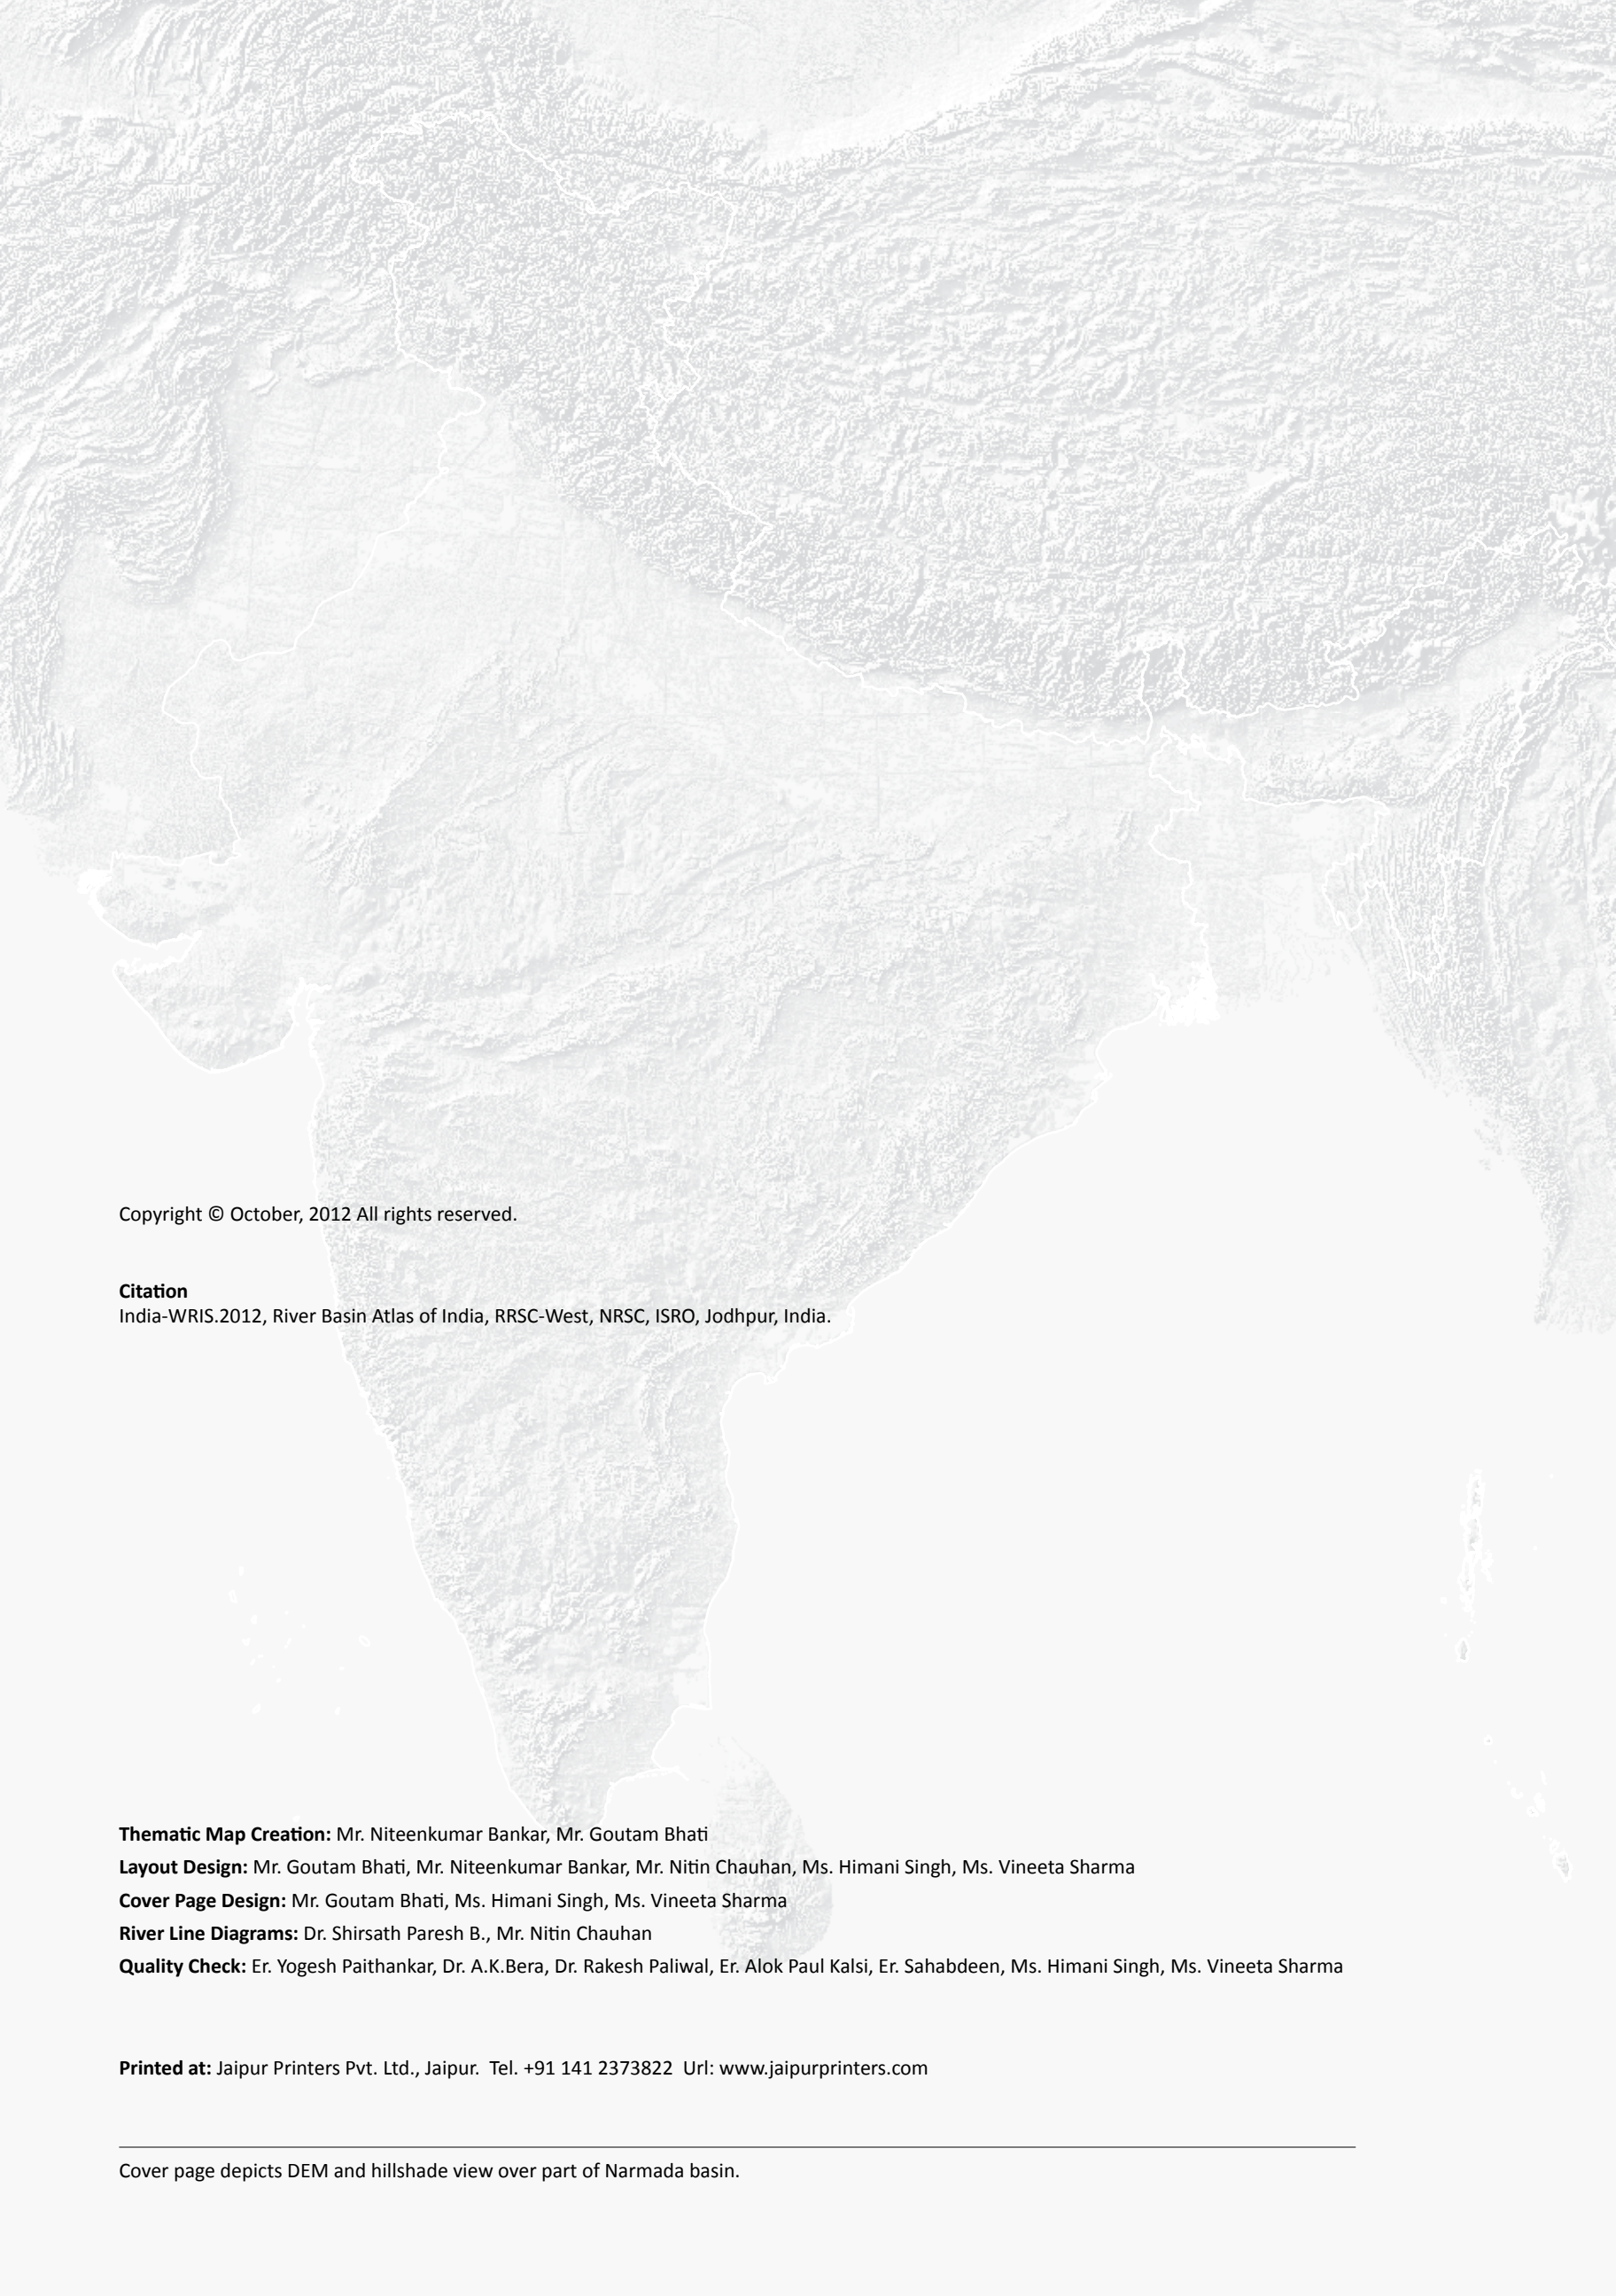 Copyright © October, 2012 All rights reserved.
Citation
India-WRIS.2012, River Basin Atlas of India, RRSC-West, NRSC, ISRO, Jodhpur, India.
Thematic Map Creation: Mr. Niteenkumar Bankar, Mr. Goutam Bhati
Layout Design: Mr. Goutam Bhati, Mr. Niteenkumar Bankar, Mr. Nitin Chauhan, Ms. Himani Singh, Ms. Vineeta Sharma
Cover Page Design: Mr. Goutam Bhati, Ms. Himani Singh, Ms. Vineeta Sharma
River Line Diagrams: Dr. Shirsath Paresh B., Mr. Nitin Chauhan
Quality Check: Er. Yogesh Paithankar, Dr. A.K.Bera, Dr. Rakesh Paliwal, Er. Alok Paul Kalsi, Er. Sahabdeen, Ms. Himani Singh, Ms. Vineeta Sharma
Printed at: Jaipur Printers Pvt. Ltd., Jaipur.  Tel. +91 141 2373822  Url: www.jaipurprinters.com
Cover page depicts DEM and hillshade view over part of Narmada basin.